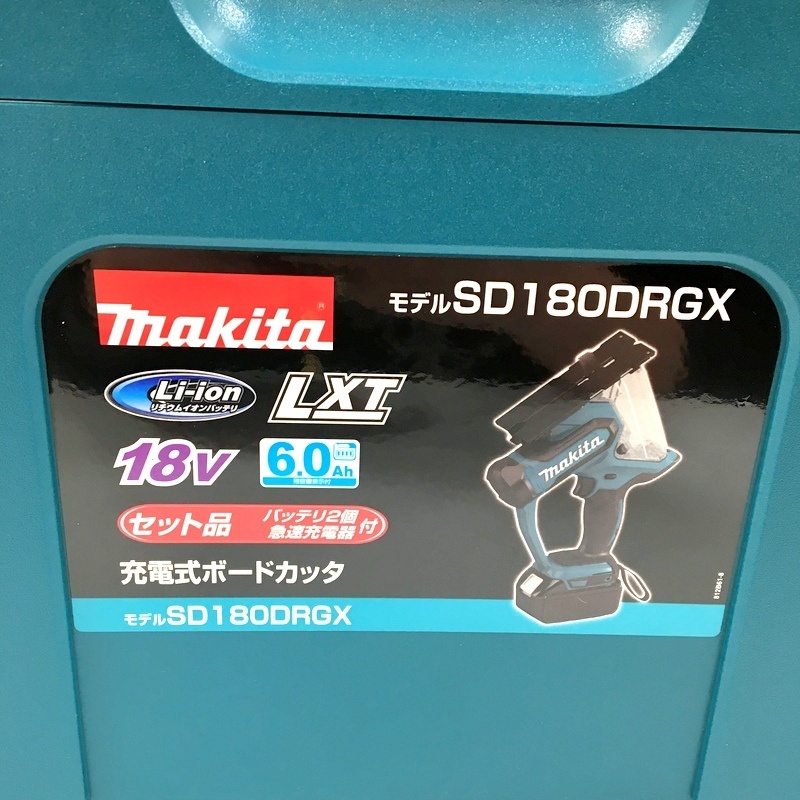 makita
モデルSD180DRGX
Li-ion
リチウムイオンバッテリ
LXT
18V
6.0Ah
セット品
バッテリ2個
急速充電器
付
充電式ボードカッタ
モデルSD180DRGX
makita